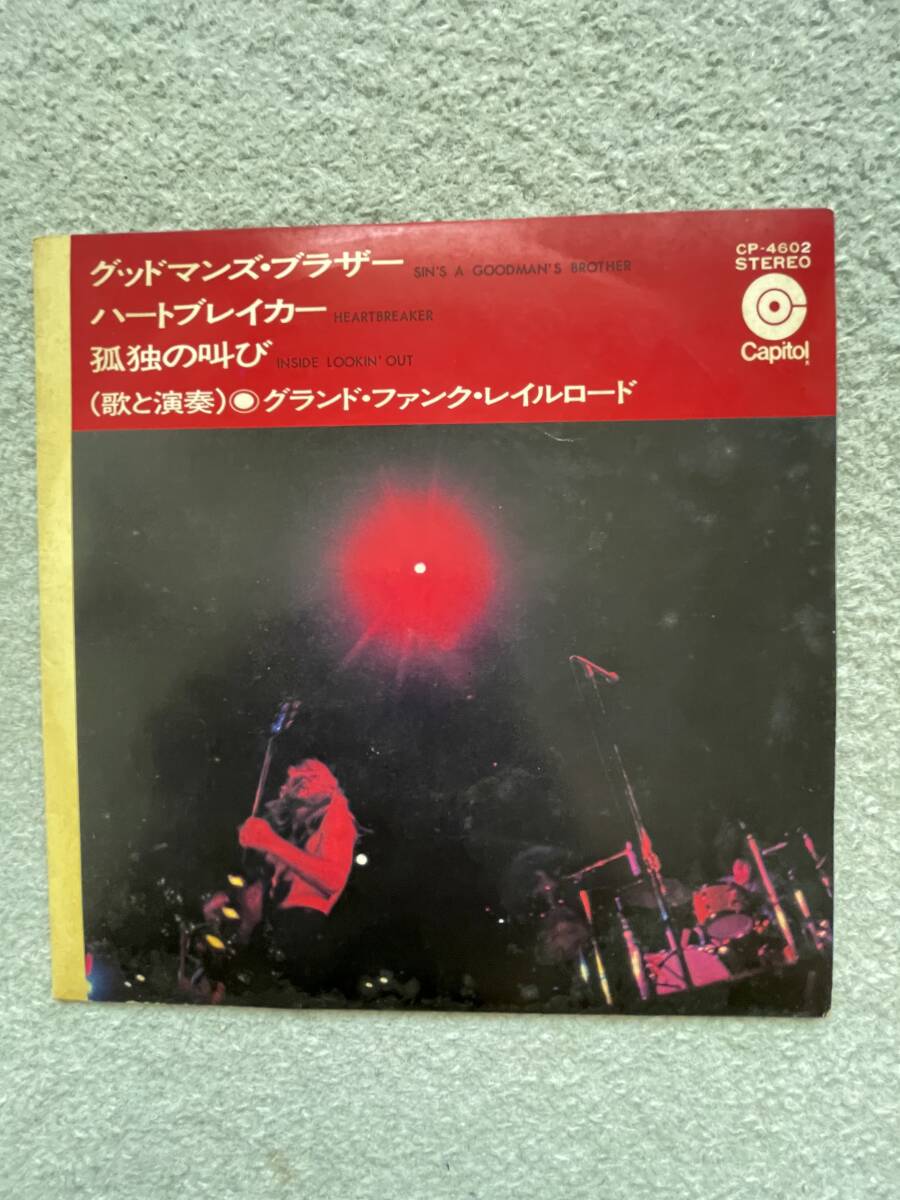 グッドマンズ・ブラザー SIN'S A GOODMAN'S BROTHER
ハートブレイカー HEARTBREAKER
孤独の叫び INSIDE LOOKIN' OUT
(歌と演奏)◉グランド・ファンク・レイルロード
CP-4602
STEREO
Capitol®